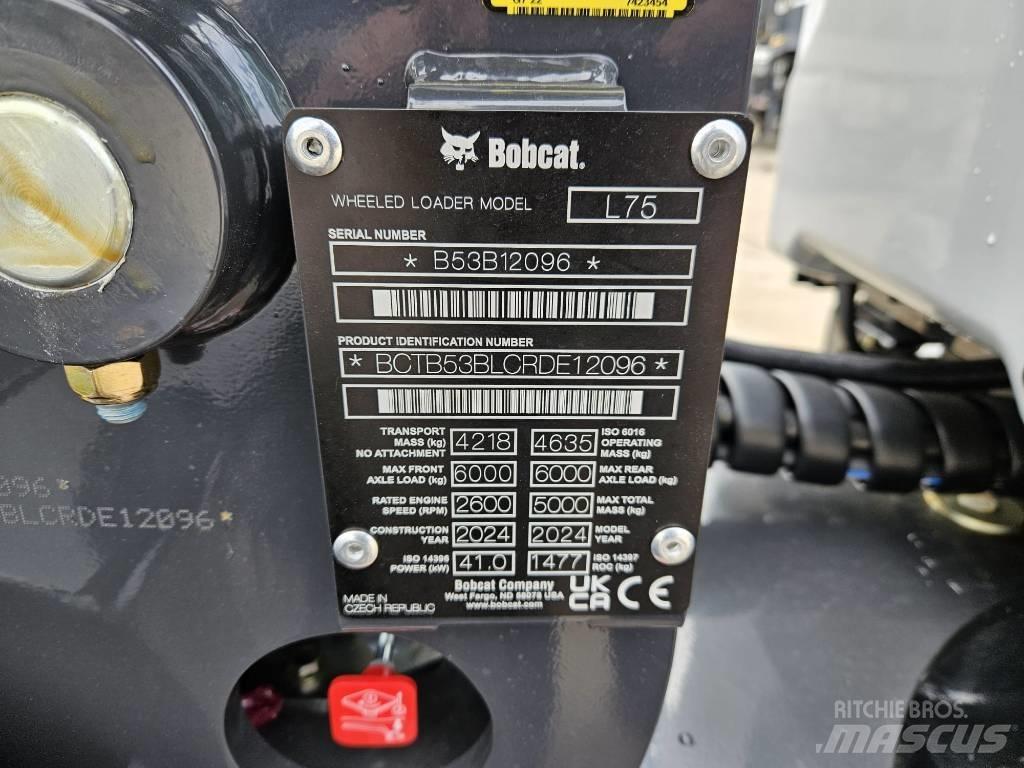 07 22 7423454
Bobcat.
WHEELED LOADER MODEL L75
SERIAL NUMBER
* B53B12096 *
PRODUCT IDENTIFICATION NUMBER
* BCTB53BLCRDE12096 *
TRANSPORT MASS (kg) NO ATTACHMENT 4218 4635 ISO 6016 OPERATING MASS (kg)
MAX FRONT AXLE LOAD (kg) 6000 6000 MAX REAR AXLE LOAD (kg)
RATED ENGINE SPEED (RPM) 2600 5000 MAX TOTAL MASS (kg)
CONSTRUCTION YEAR 2024 2024 MODEL YEAR
ISO 14396 POWER (kW) 41.0 1477 ISO 14397 ROC (kg)
MADE IN CZECH REPUBLIC
Bobcat Company
West Fargo, ND 58078 USA
www.bobcat.com
UK CA CE
096*
BLCRDE12096*
RITCHIE BROS.
MASCUS